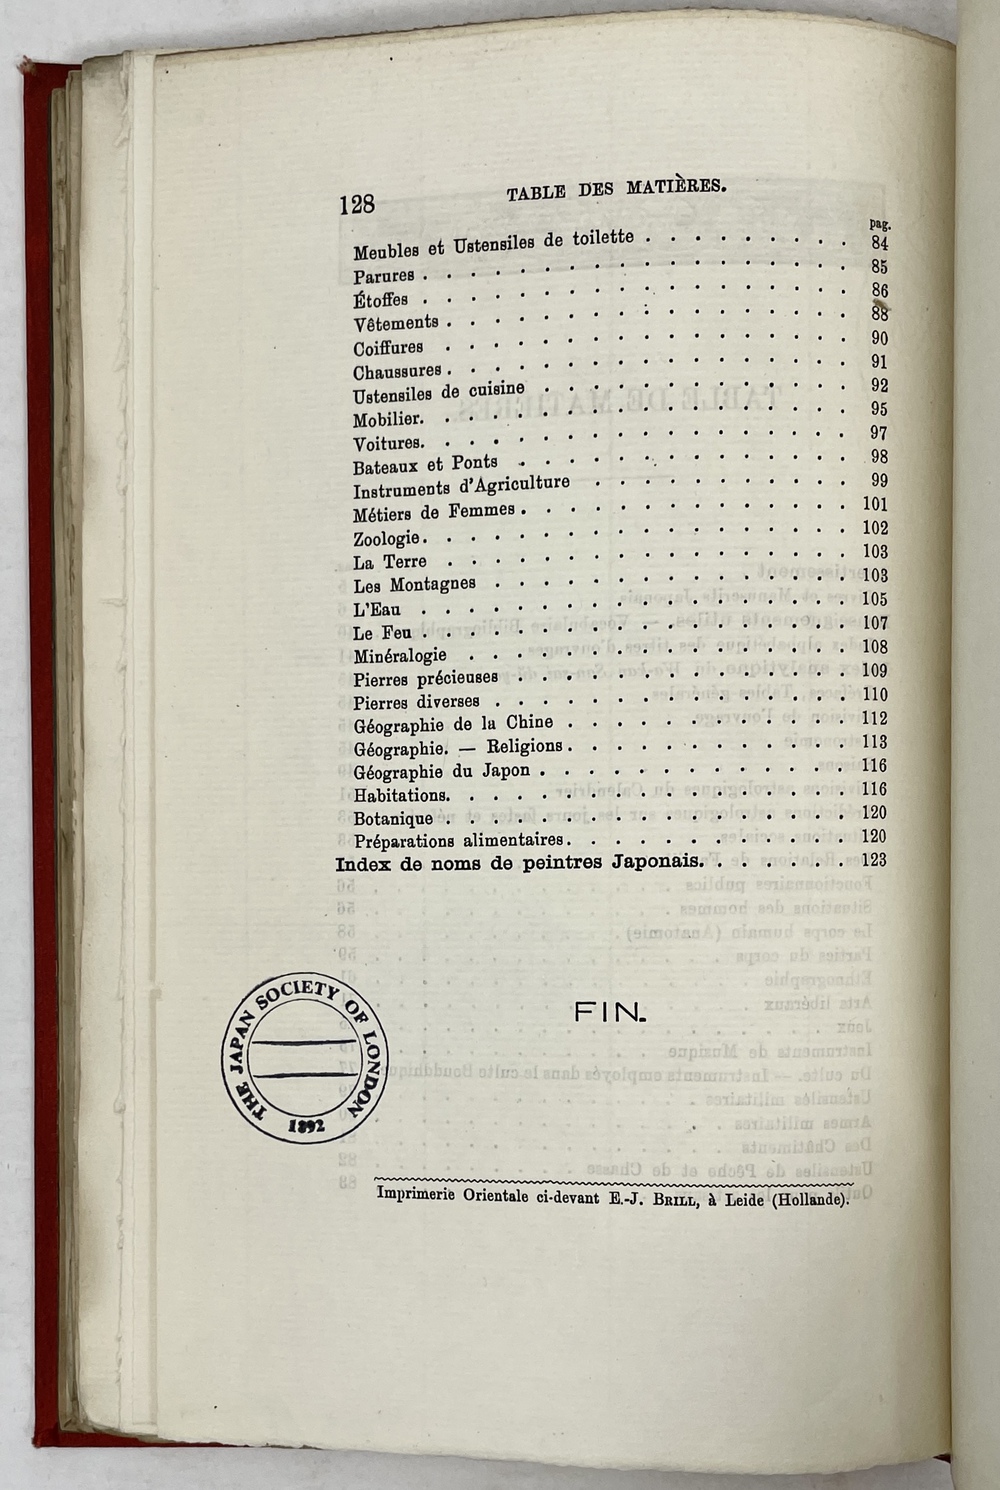 128 TABLE DES MATIÈRES.
pag.
Meubles et Ustensiles de toilette . . . . . . . . . 84
Parures . . . . . . . . . . . . . . . . . . 85
Étoffes . . . . . . . . . . . . . . . . . . 86
Vêtements . . . . . . . . . . . . . . . . . 88
Coiffures . . . . . . . . . . . . . . . . . 90
Chaussures . . . . . . . . . . . . . . . . . 91
Ustensiles de cuisine . . . . . . . . . . . . . 92
Mobilier. . . . . . . . . . . . . . . . . . 95
Voitures. . . . . . . . . . . . . . . . . . 97
Bateaux et Ponts . . . . . . . . . . . . . . 98
Instruments d'Agriculture . . . . . . . . . . . 99
Métiers de Femmes . . . . . . . . . . . . . . 101
Zoologie. . . . . . . . . . . . . . . . . . 102
La Terre . . . . . . . . . . . . . . . . . 103
Les Montagnes . . . . . . . . . . . . . . . 103
L'Eau . . . . . . . . . . . . . . . . . . 105
Le Feu . . . . . . . . . . . . . . . . . . 107
Minéralogie . . . . . . . . . . . . . . . . 108
Pierres précieuses . . . . . . . . . . . . . . 109
Pierres diverses . . . . . . . . . . . . . . . 110
Géographie de la Chine . . . . . . . . . . . . 112
Géographie. — Religions . . . . . . . . . . . . 113
Géographie du Japon . . . . . . . . . . . . . 116
Habitations. . . . . . . . . . . . . . . . . 116
Botanique . . . . . . . . . . . . . . . . . 120
Préparations alimentaires. . . . . . . . . . . . 120
Index de noms de peintres Japonais. . . . . . . 123
FIN.
THE JAPAN SOCIETY OF LONDON
1892
Imprimerie Orientale ci-devant E.-J. BRILL, à Leide (Hollande).